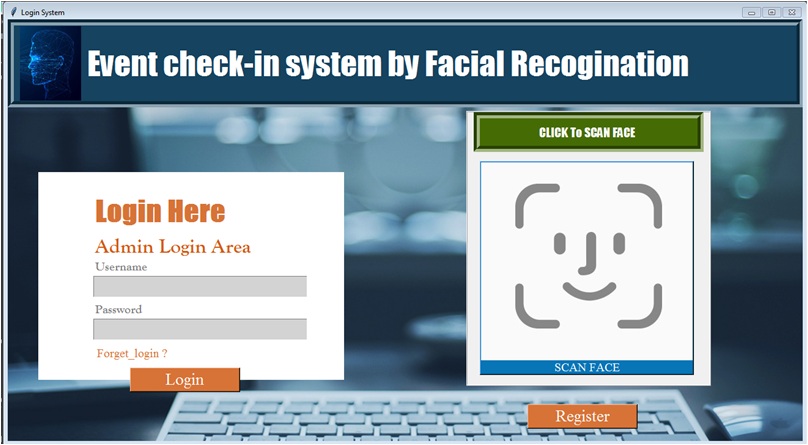 Login System
Event check-in system by Facial Recogination
CLICK To SCAN FACE
Login Here
Admin Login Area
Username
Password
Forget_login ?
Login
SCAN FACE
Register